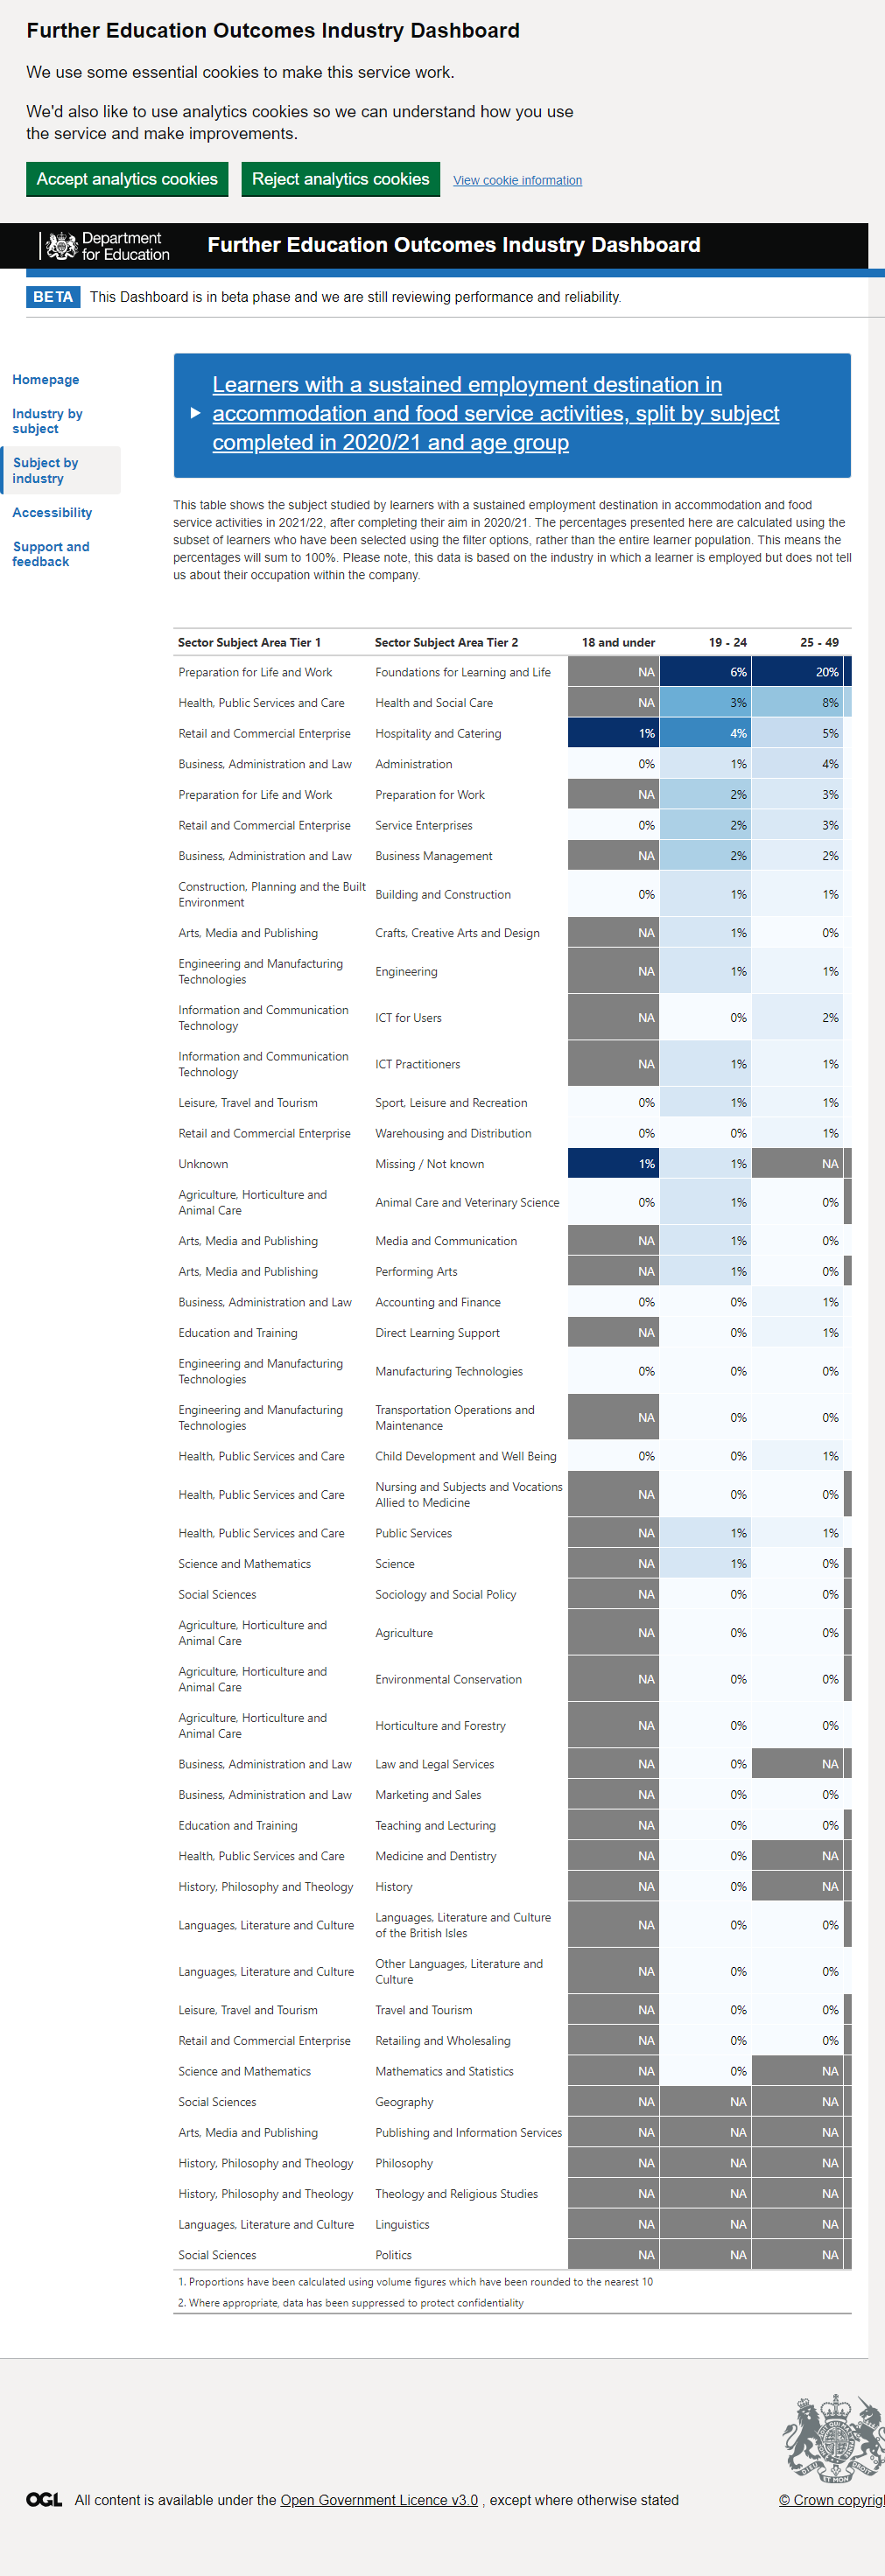 Further Education Outcomes Industry Dashboard
We use some essential cookies to make this service work.
We'd also like to use analytics cookies so we can understand how you use
the service and make improvements.
Accept analytics cookies Reject analytics cookies View cookie information
Department
for Education
Further Education Outcomes Industry Dashboard
BETA This Dashboard is in beta phase and we are still reviewing performance and reliability.
Homepage
Industry by
subject
Subject by
industry
Accessibility
Support and
feedback
Learners with a sustained employment destination in
accommodation and food service activities, split by subject
completed in 2020/21 and age group
This table shows the subject studied by learners with a sustained employment destination in accommodation and food
service activities in 2021/22, after completing their aim in 2020/21. The percentages presented here are calculated using the
subset of learners who have been selected using the filter options, rather than the entire learner population. This means the
percentages will sum to 100%. Please note, this data is based on the industry in which a learner is employed but does not tell
us about their occupation within the company.
Sector Subject Area Tier 1 Sector Subject Area Tier 2 18 and under 19 - 24 25 - 49
Preparation for Life and Work Foundations for Learning and Life NA 6% 20%
Health, Public Services and Care Health and Social Care NA 3% 8%
Retail and Commercial Enterprise Hospitality and Catering 1% 4% 5%
Business, Administration and Law Administration 0% 1% 4%
Preparation for Life and Work Preparation for Work NA 2% 3%
Retail and Commercial Enterprise Service Enterprises 0% 2% 3%
Business, Administration and Law Business Management NA 2% 2%
Construction, Planning and the Built
Environment Building and Construction 0% 1% 1%
Arts, Media and Publishing Crafts, Creative Arts and Design NA 1% 0%
Engineering and Manufacturing
Technologies Engineering NA 1% 1%
Information and Communication
Technology ICT for Users NA 0% 2%
Information and Communication
Technology ICT Practitioners NA 1% 1%
Leisure, Travel and Tourism Sport, Leisure and Recreation 0% 1% 1%
Retail and Commercial Enterprise Warehousing and Distribution 0% 0% 1%
Unknown Missing / Not known 1% 1% NA
Agriculture, Horticulture and
Animal Care Animal Care and Veterinary Science 0% 1% 0%
Arts, Media and Publishing Media and Communication NA 1% 0%
Arts, Media and Publishing Performing Arts NA 1% 0%
Business, Administration and Law Accounting and Finance 0% 0% 1%
Education and Training Direct Learning Support NA 0% 1%
Engineering and Manufacturing
Technologies Manufacturing Technologies 0% 0% 0%
Engineering and Manufacturing
Technologies Transportation Operations and
Maintenance NA 0% 0%
Health, Public Services and Care Child Development and Well Being 0% 0% 1%
Health, Public Services and Care Nursing and Subjects and Vocations
Allied to Medicine NA 0% 0%
Health, Public Services and Care Public Services NA 1% 1%
Science and Mathematics Science NA 1% 0%
Social Sciences Sociology and Social Policy NA 0% 0%
Agriculture, Horticulture and
Animal Care Agriculture NA 0% 0%
Agriculture, Horticulture and
Animal Care Environmental Conservation NA 0% 0%
Agriculture, Horticulture and
Animal Care Horticulture and Forestry NA 0% 0%
Business, Administration and Law Law and Legal Services NA 0% NA
Business, Administration and Law Marketing and Sales NA 0% 0%
Education and Training Teaching and Lecturing NA 0% 0%
Health, Public Services and Care Medicine and Dentistry NA 0% NA
History, Philosophy and Theology History NA 0% NA
Languages, Literature and Culture Languages, Literature and Culture
of the British Isles NA 0% 0%
Languages, Literature and Culture Other Languages, Literature and
Culture NA 0% 0%
Leisure, Travel and Tourism Travel and Tourism NA 0% 0%
Retail and Commercial Enterprise Retailing and Wholesaling NA 0% 0%
Science and Mathematics Mathematics and Statistics NA 0% NA
Social Sciences Geography NA NA NA
Arts, Media and Publishing Publishing and Information Services NA NA NA
History, Philosophy and Theology Philosophy NA NA NA
History, Philosophy and Theology Theology and Religious Studies NA NA NA
Languages, Literature and Culture Linguistics NA NA NA
Social Sciences Politics NA NA NA
1. Proportions have been calculated using volume figures which have been rounded to the nearest 10
2. Where appropriate, data has been suppressed to protect confidentiality
OGL All content is available under the Open Government Licence v3.0 , except where otherwise stated
© Crown